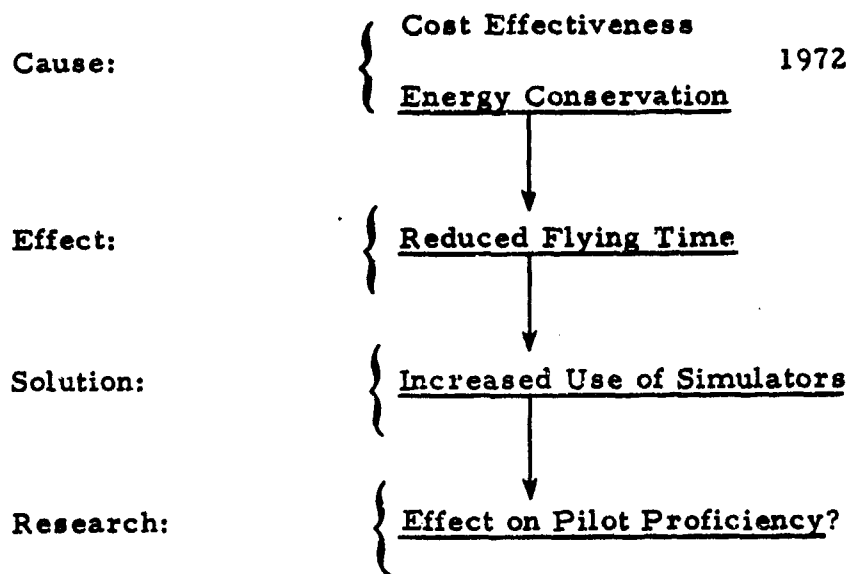 Cost Effectiveness
Cause: 1972
Energy Conservation
Effect: Reduced Flying Time
Solution: Increased Use of Simulators
Research: Effect on Pilot Proficiency?